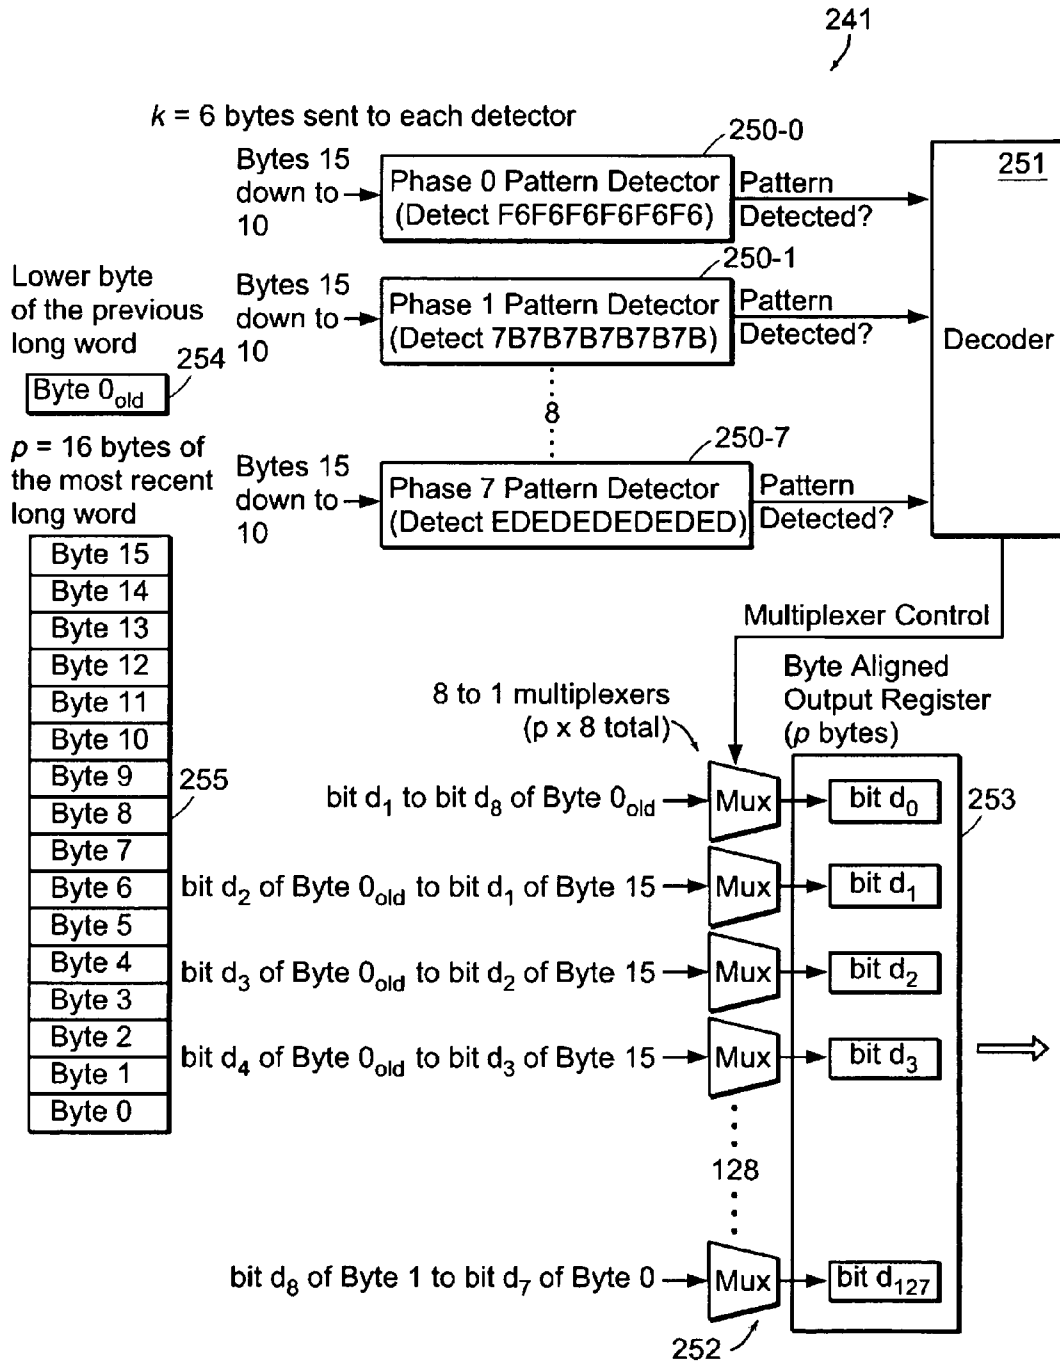 241
k = 6 bytes sent to each detector
250-0
Bytes 15
down to
10
Phase 0 Pattern Detector
(Detect F6F6F6F6F6F6)
Pattern
Detected?
251
Decoder
250-1
Bytes 15
down to
10
Phase 1 Pattern Detector
(Detect 7B7B7B7B7B7B)
Pattern
Detected?
Lower byte
of the previous
long word
254
Byte 0old
8
250-7
Bytes 15
down to
10
Phase 7 Pattern Detector
(Detect EDEDEDEDEDED)
Pattern
Detected?
p = 16 bytes of
the most recent
long word
Byte 15
Byte 14
Byte 13
Byte 12
Byte 11
Byte 10
Byte 9
Byte 8
Byte 7
Byte 6
Byte 5
Byte 4
Byte 3
Byte 2
Byte 1
Byte 0
255
Multiplexer Control
8 to 1 multiplexers
(p x 8 total)
Byte Aligned
Output Register
(p bytes)
253
bit d1 to bit d8 of Byte 0old
Mux
bit d0
bit d2 of Byte 0old to bit d1 of Byte 15
Mux
bit d1
bit d3 of Byte 0old to bit d2 of Byte 15
Mux
bit d2
bit d4 of Byte 0old to bit d3 of Byte 15
Mux
bit d3
128
bit d8 of Byte 1 to bit d7 of Byte 0
Mux
bit d127
252